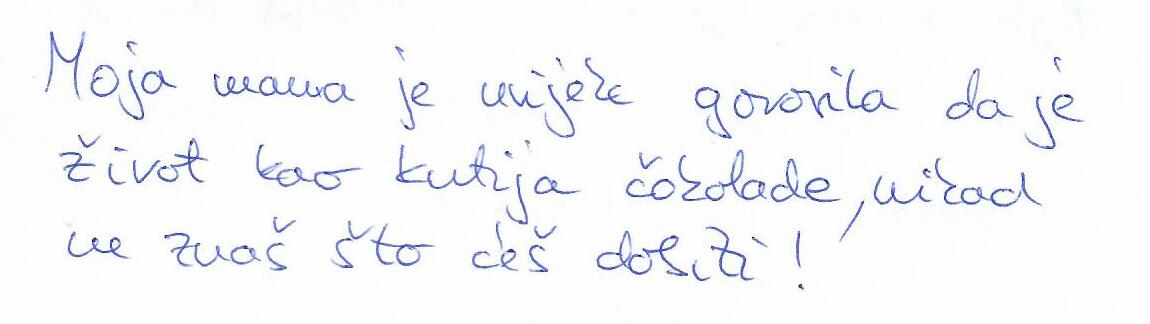 Moja mama je uvijek govorila da je
život kao kutija čokolade, nikad
ne znaš što ćeš dobiti!